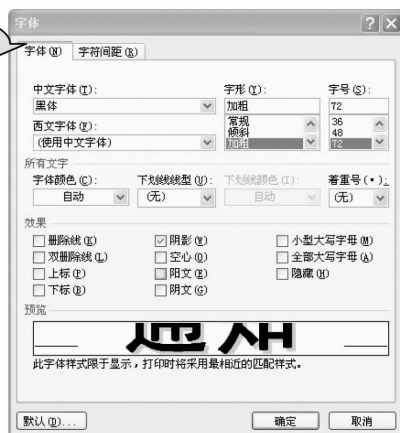 字体
字体(N) 字符间距(R)
中文字体(T): 字形(Y): 字号(S):
黑体 加粗 72
常规 36
西文字体(F): 倾斜 48
(使用中文字体) 加粗 72
所有文字
字体颜色(C): 下划线线型(U): 下划线颜色(I): 着重号(·):
自动 (无) 自动 (无)
效果
删除线(K) 阴影(W) 小型大写字母(M)
双删除线(L) 空心(O) 全部大写字母(A)
上标(P) 阳文(E) 隐藏(H)
下标(B) 阴文(G)
预览
通知
此字体样式限于显示,打印时将采用最相近的匹配样式。
默认(D)... 确定 取消